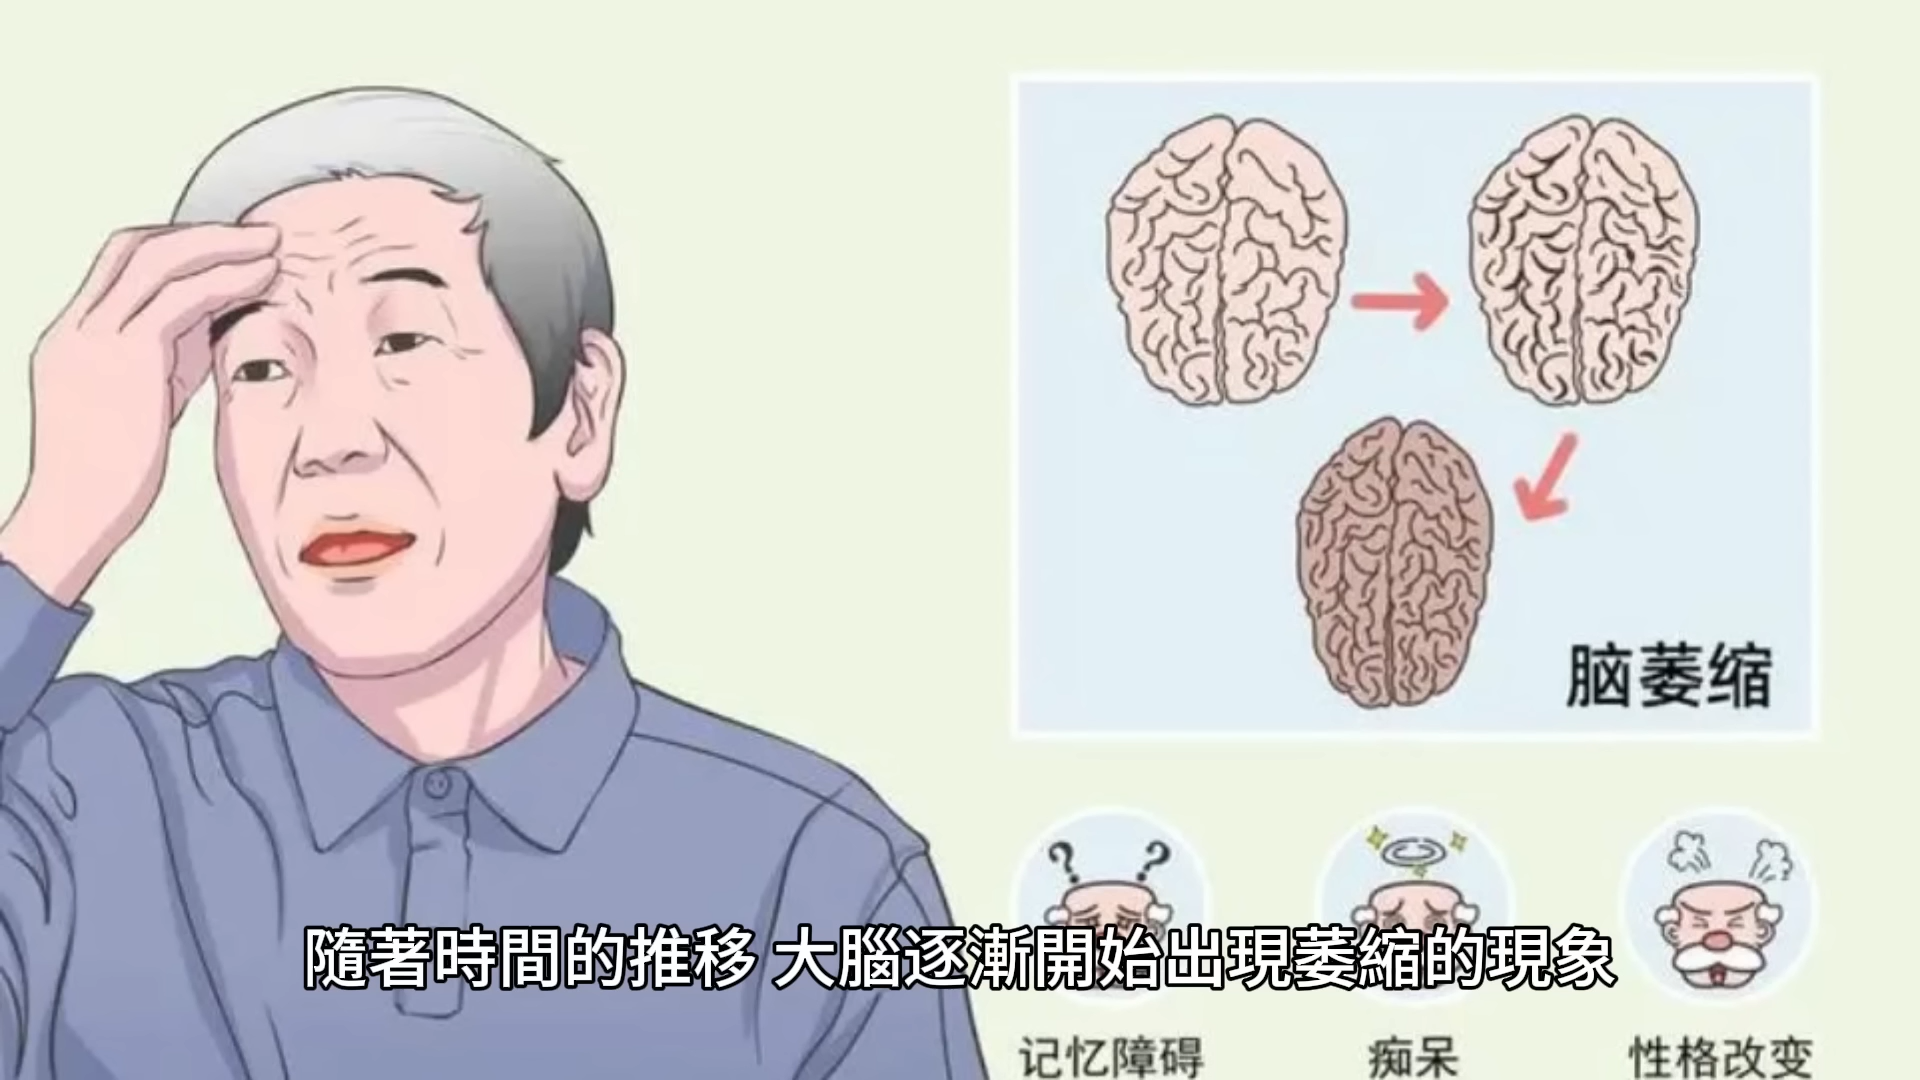 脑萎缩
? ?
隨著時間的推移 大腦逐漸開始出現萎縮的現象
记忆障碍 痴呆 性格改变